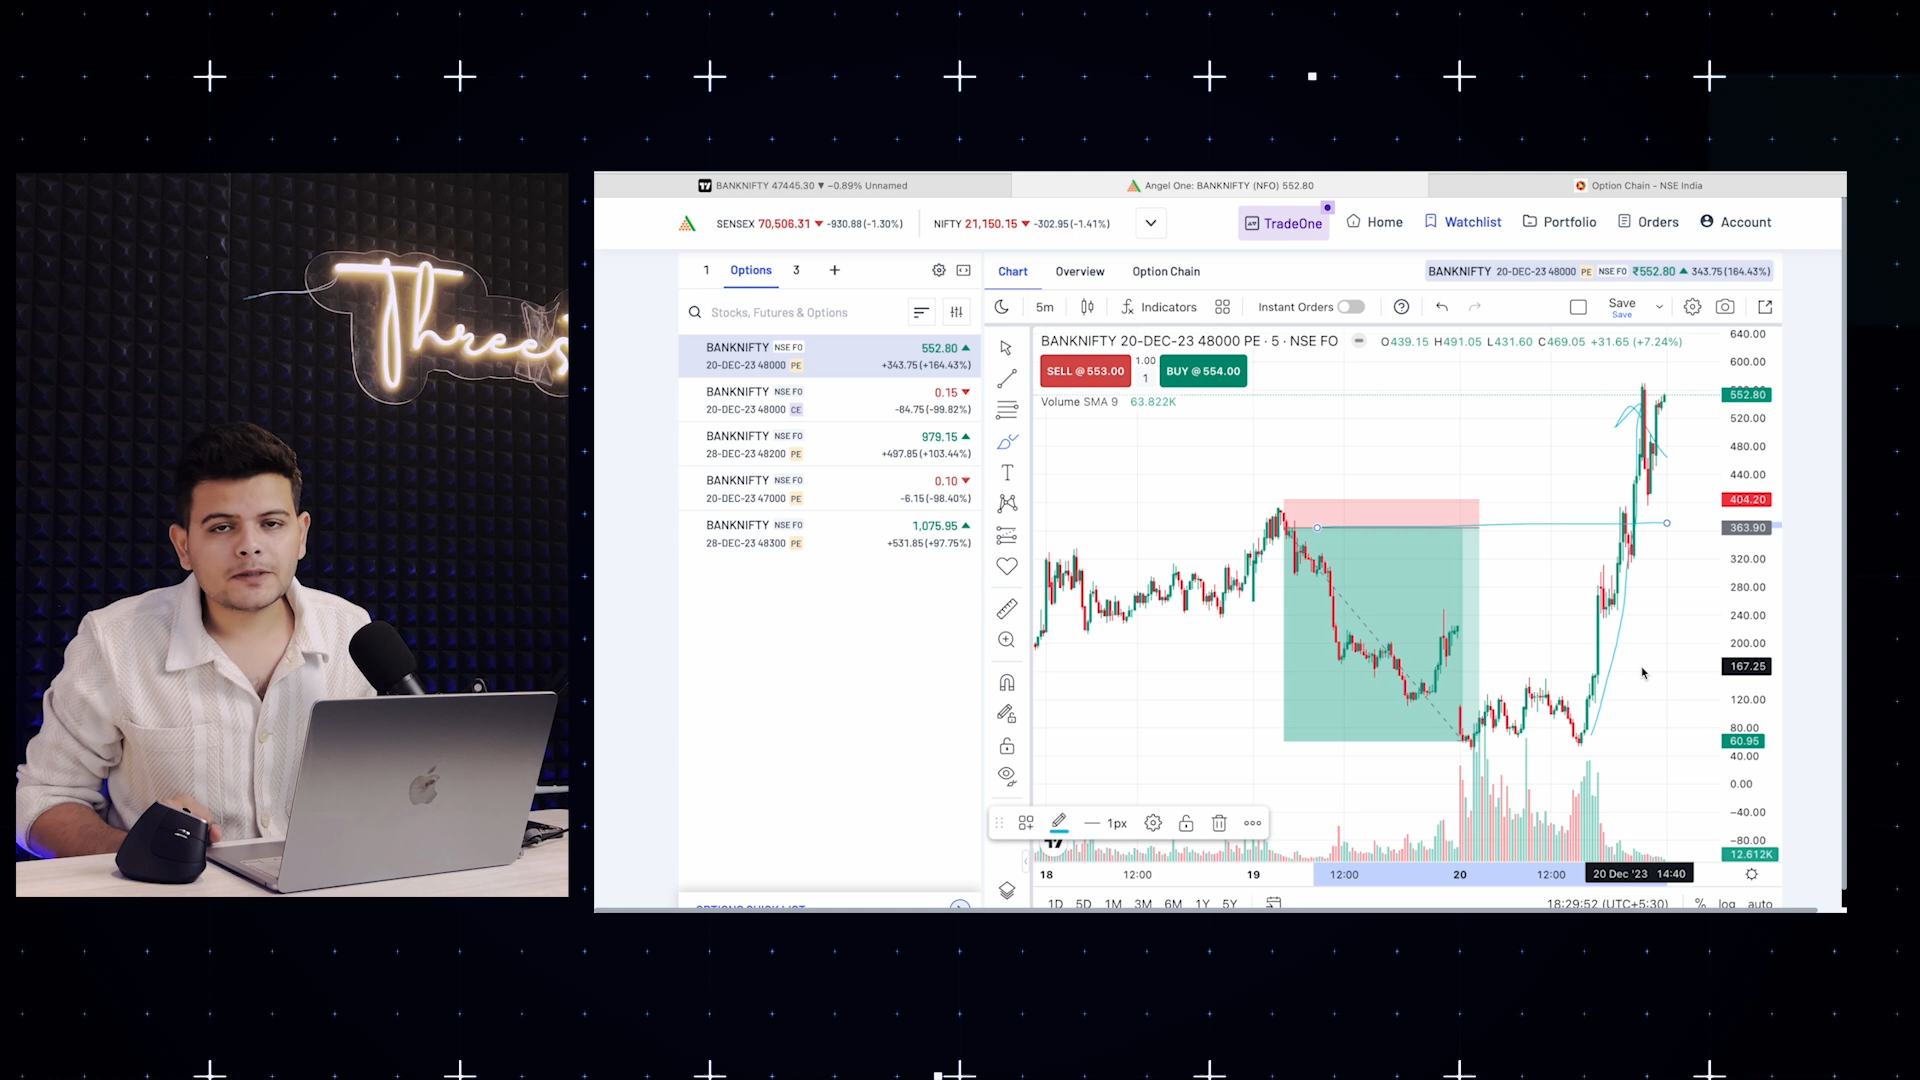 Threes
BANKNIFTY 47445.30 ▼ −0.89% Unnamed
Angel One: BANKNIFTY (NFO) 552.80
Option Chain - NSE India
SENSEX 70,506.31 ▼ -930.88 (-1.30%)
NIFTY 21,150.15 ▼ -302.95 (-1.41%)
TradeOne
Home
Watchlist
Portfolio
Orders
Account
1
Options
3
Chart
Overview
Option Chain
BANKNIFTY 20-DEC-23 48000 PE NSE FO ₹552.80 ▲ 343.75 (164.43%)
Stocks, Futures & Options
5m
Indicators
Instant Orders
Save
Save
BANKNIFTY NSE FO 552.80 ▲
20-DEC-23 48000 PE +343.75 (+164.43%)
BANKNIFTY NSE FO 0.15 ▼
20-DEC-23 48000 CE -84.75 (-99.82%)
BANKNIFTY NSE FO 979.15 ▲
28-DEC-23 48200 PE +497.85 (+103.44%)
BANKNIFTY NSE FO 0.10 ▼
20-DEC-23 47000 PE -6.15 (-98.40%)
BANKNIFTY NSE FO 1,075.95 ▲
28-DEC-23 48300 PE +531.85 (+97.75%)
BANKNIFTY 20-DEC-23 48000 PE · 5 · NSE FO
O439.15 H491.05 L431.60 C469.05 +31.65 (+7.24%)
SELL @ 553.00
1.00
1
BUY @ 554.00
Volume SMA 9 63.822K
640.00
600.00
552.80
520.00
480.00
440.00
404.20
363.90
320.00
280.00
240.00
200.00
167.25
120.00
80.00
60.95
40.00
0.00
−40.00
−80.00
12.612K
1px
18
12:00
19
12:00
20
12:00
20 Dec '23 14:40
1D
5D
1M
3M
6M
1Y
5Y
18:29:52 (UTC+5:30)
%
log
auto
OPTIONS QUICK LIST